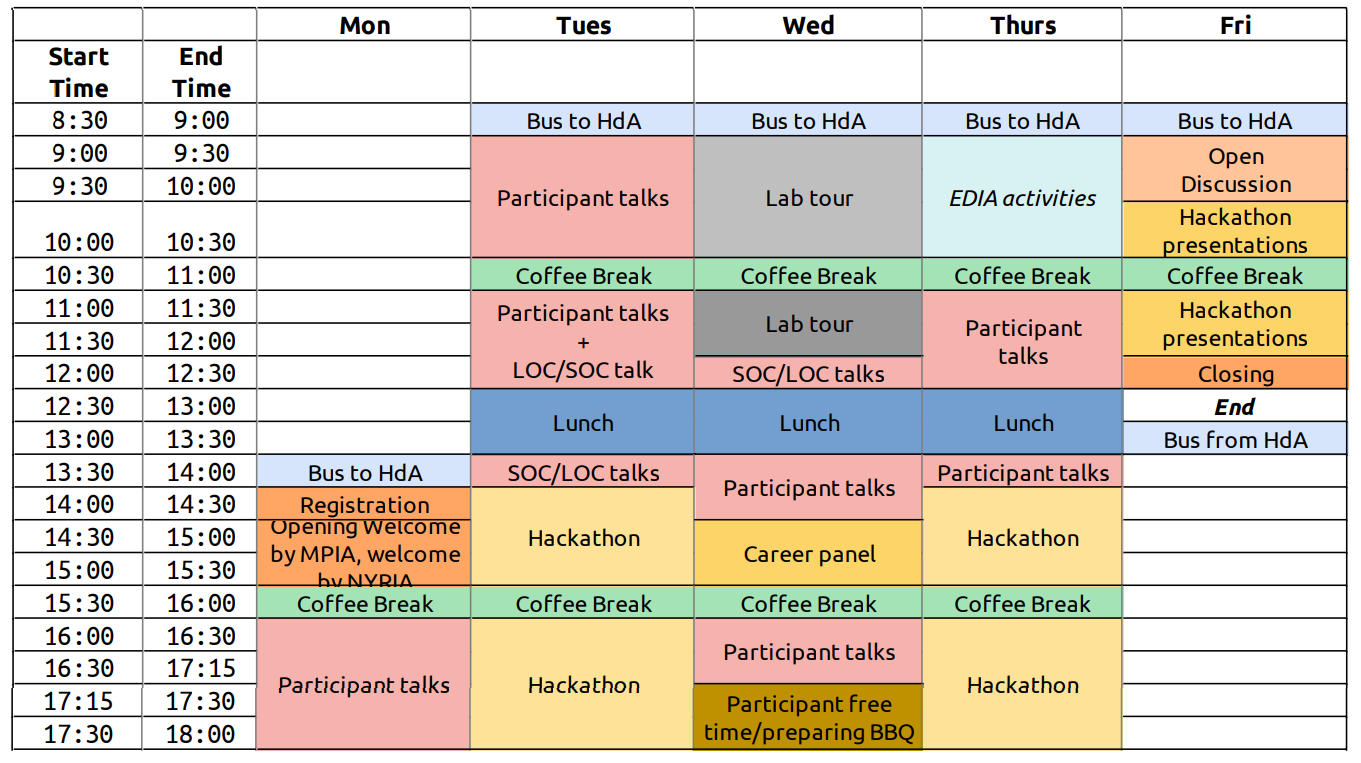 Mon Tues Wed Thurs Fri
Start Time End Time
8:30 9:00 Bus to HdA Bus to HdA Bus to HdA Bus to HdA
9:00 9:30 Open
9:30 10:00 Participant talks Lab tour EDIA activities Discussion
Hackathon
10:00 10:30 presentations
10:30 11:00 Coffee Break Coffee Break Coffee Break Coffee Break
11:00 11:30 Participant talks Lab tour Participant Hackathon
11:30 12:00 + talks presentations
12:00 12:30 LOC/SOC talk SOC/LOC talks Closing
12:30 13:00 Lunch Lunch Lunch End
13:00 13:30 Bus from HdA
13:30 14:00 Bus to HdA SOC/LOC talks Participant talks Participant talks
14:00 14:30 Registration
14:30 15:00 Opening Welcome Hackathon Career panel Hackathon
by MPIA, welcome
15:00 15:30 by NYRIA
15:30 16:00 Coffee Break Coffee Break Coffee Break Coffee Break
16:00 16:30 Participant talks
16:30 17:15 Participant talks Hackathon Hackathon
17:15 17:30 Participant free
17:30 18:00 time/preparing BBQ